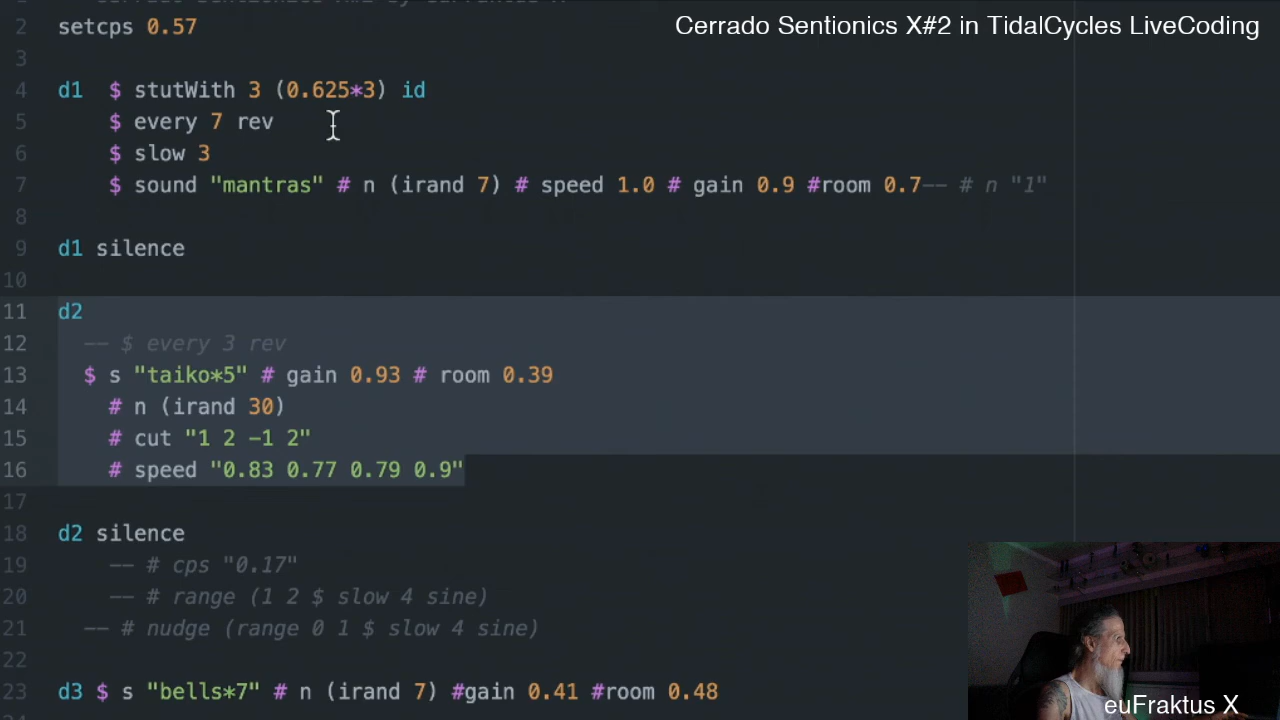 Cerrado Sentionics X#2 in TidalCycles LiveCoding
2 setcps 0.57
3
4 d1 $ stutWith 3 (0.625*3) id
5 $ every 7 rev
6 $ slow 3
7 $ sound "mantras" # n (irand 7) # speed 1.0 # gain 0.9 #room 0.7-- # n "1"
8
9 d1 silence
10
11 d2
12 -- $ every 3 rev
13 $ s "taiko*5" # gain 0.93 # room 0.39
14 # n (irand 30)
15 # cut "1 2 -1 2"
16 # speed "0.83 0.77 0.79 0.9"
17
18 d2 silence
19 -- # cps "0.17"
20 -- # range (1 2 $ slow 4 sine)
21 -- # nudge (range 0 1 $ slow 4 sine)
22
23 d3 $ s "bells*7" # n (irand 7) #gain 0.41 #room 0.48
euFraktus X